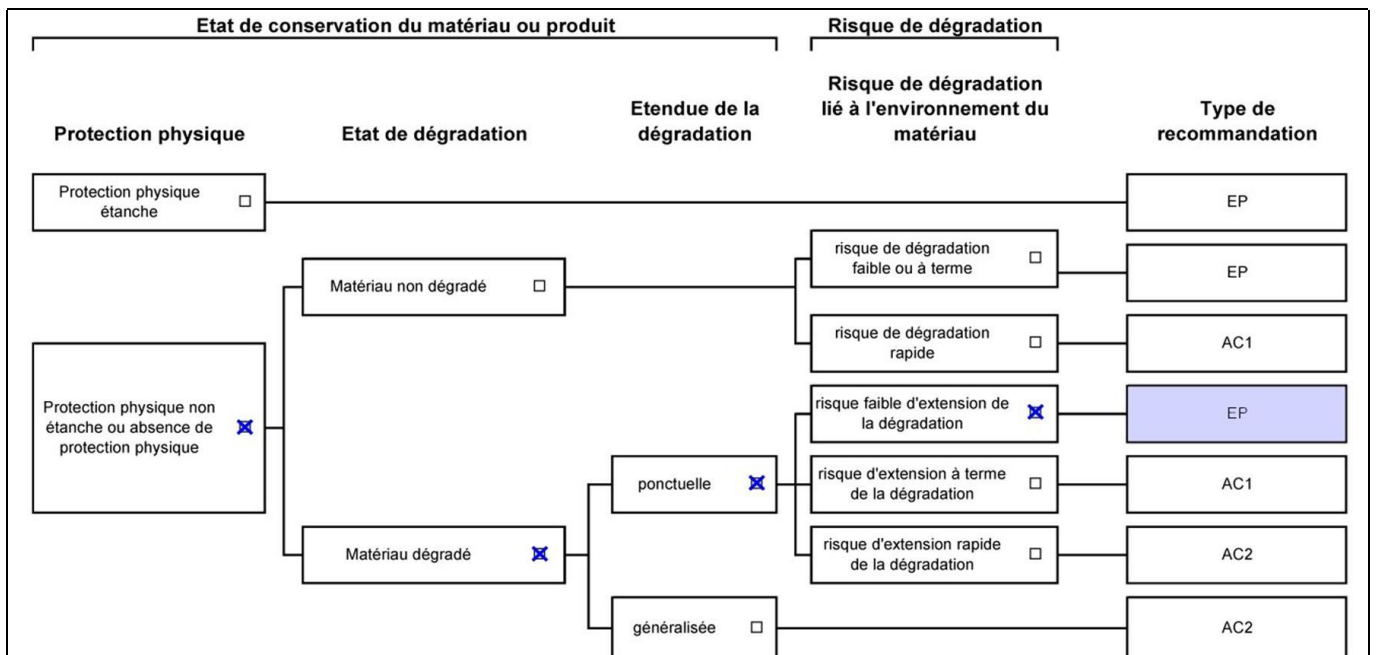 Etat de conservation du matériau ou produit
Risque de dégradation
Protection physique
Etat de dégradation
Etendue de la
dégradation
Risque de dégradation
lié à l'environnement du
matériau
Type de
recommandation
Protection physique
étanche
EP
Matériau non dégradé
risque de dégradation
faible ou à terme
EP
risque de dégradation
rapide
AC1
Protection physique non
étanche ou absence de
protection physique
Matériau dégradé
ponctuelle
risque faible d'extension de
la dégradation
EP
risque d'extension à terme
de la dégradation
AC1
risque d'extension rapide
de la dégradation
AC2
généralisée
AC2